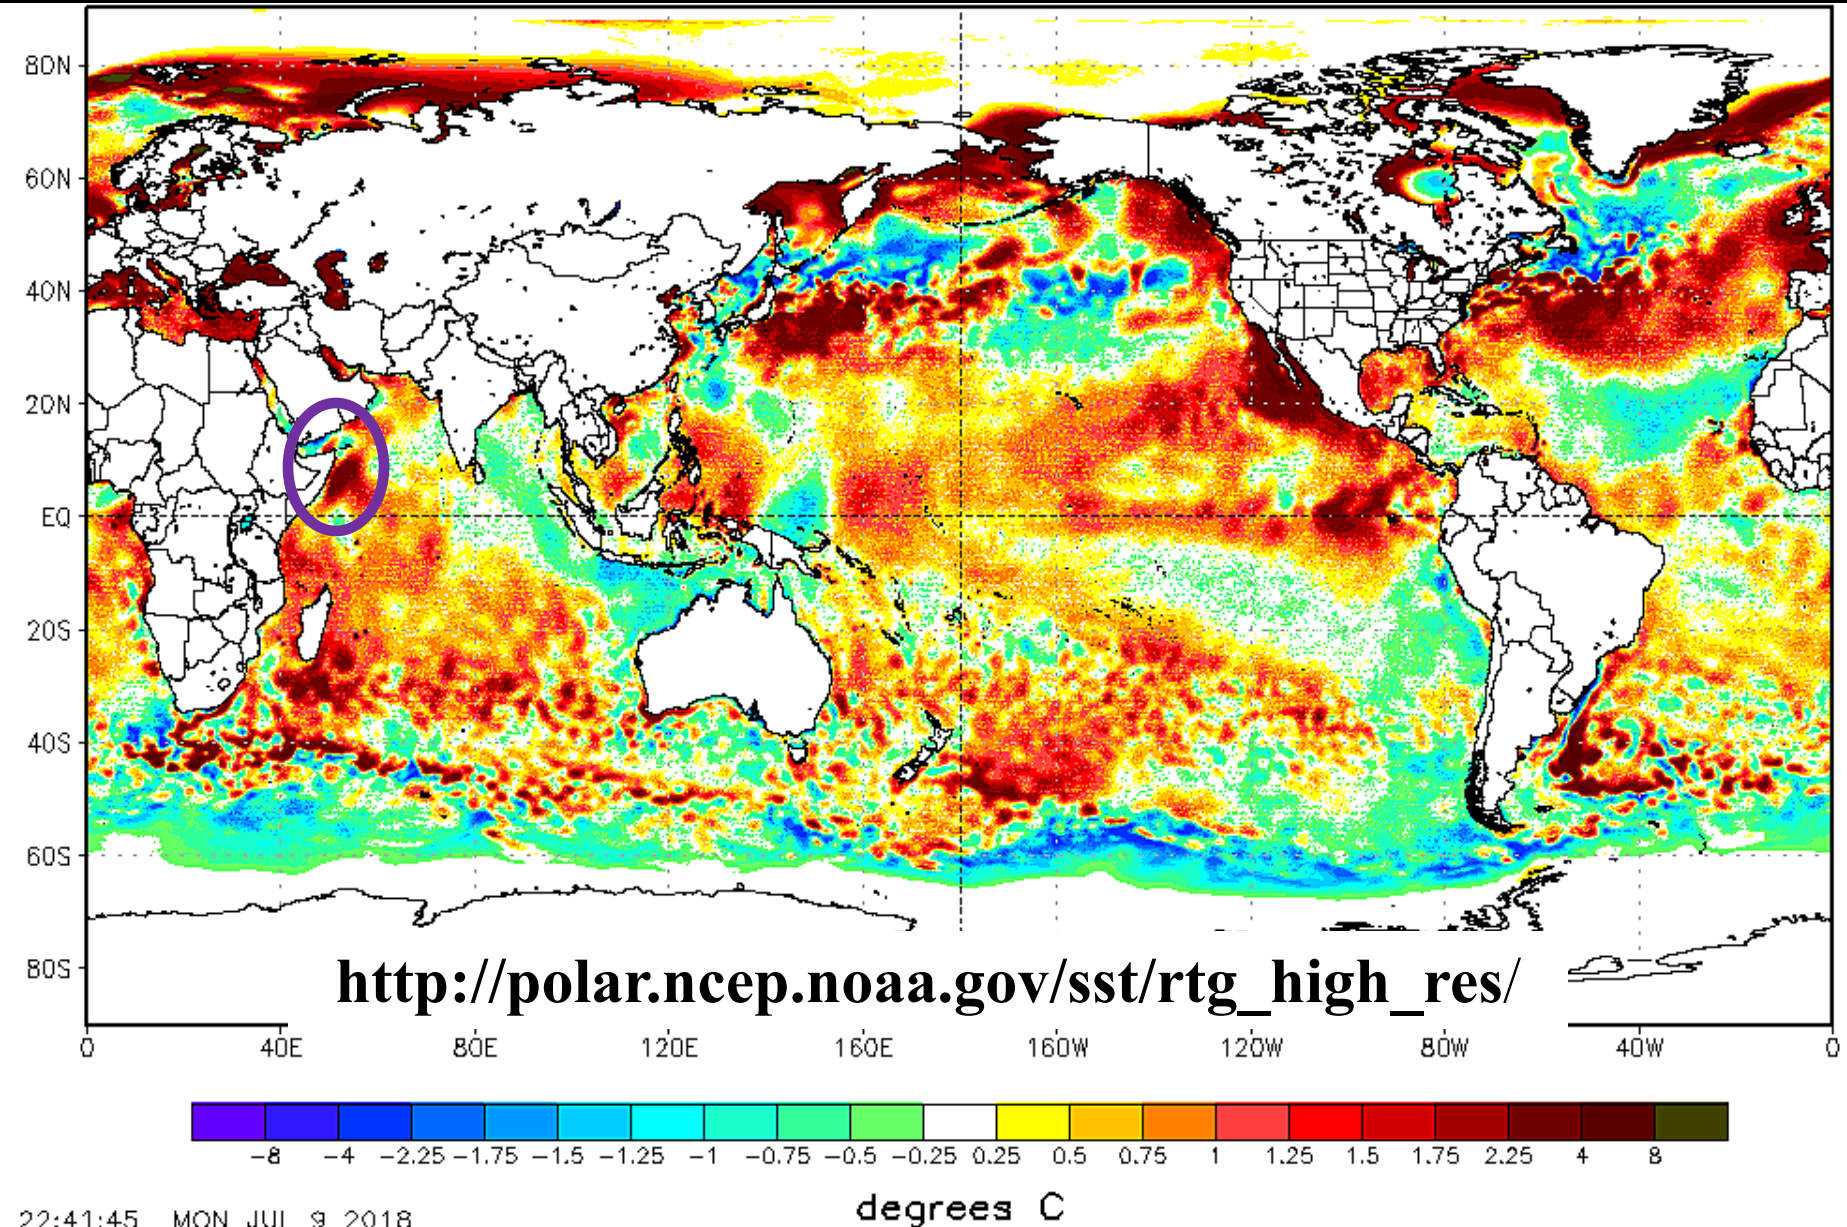 80N
60N
40N
20N
EQ
20S
40S
60S
80S
http://polar.ncep.noaa.gov/sst/rtg_high_res/
0 40E 80E 120E 160E 160W 120W 80W 40W 0
−8 −4 −2.25 −1.75 −1.5 −1.25 −1 −0.75 −0.5 −0.25 0.25 0.5 0.75 1 1.25 1.5 1.75 2.25 4 8
degrees C
22:41:45 MON JUL 9 2018